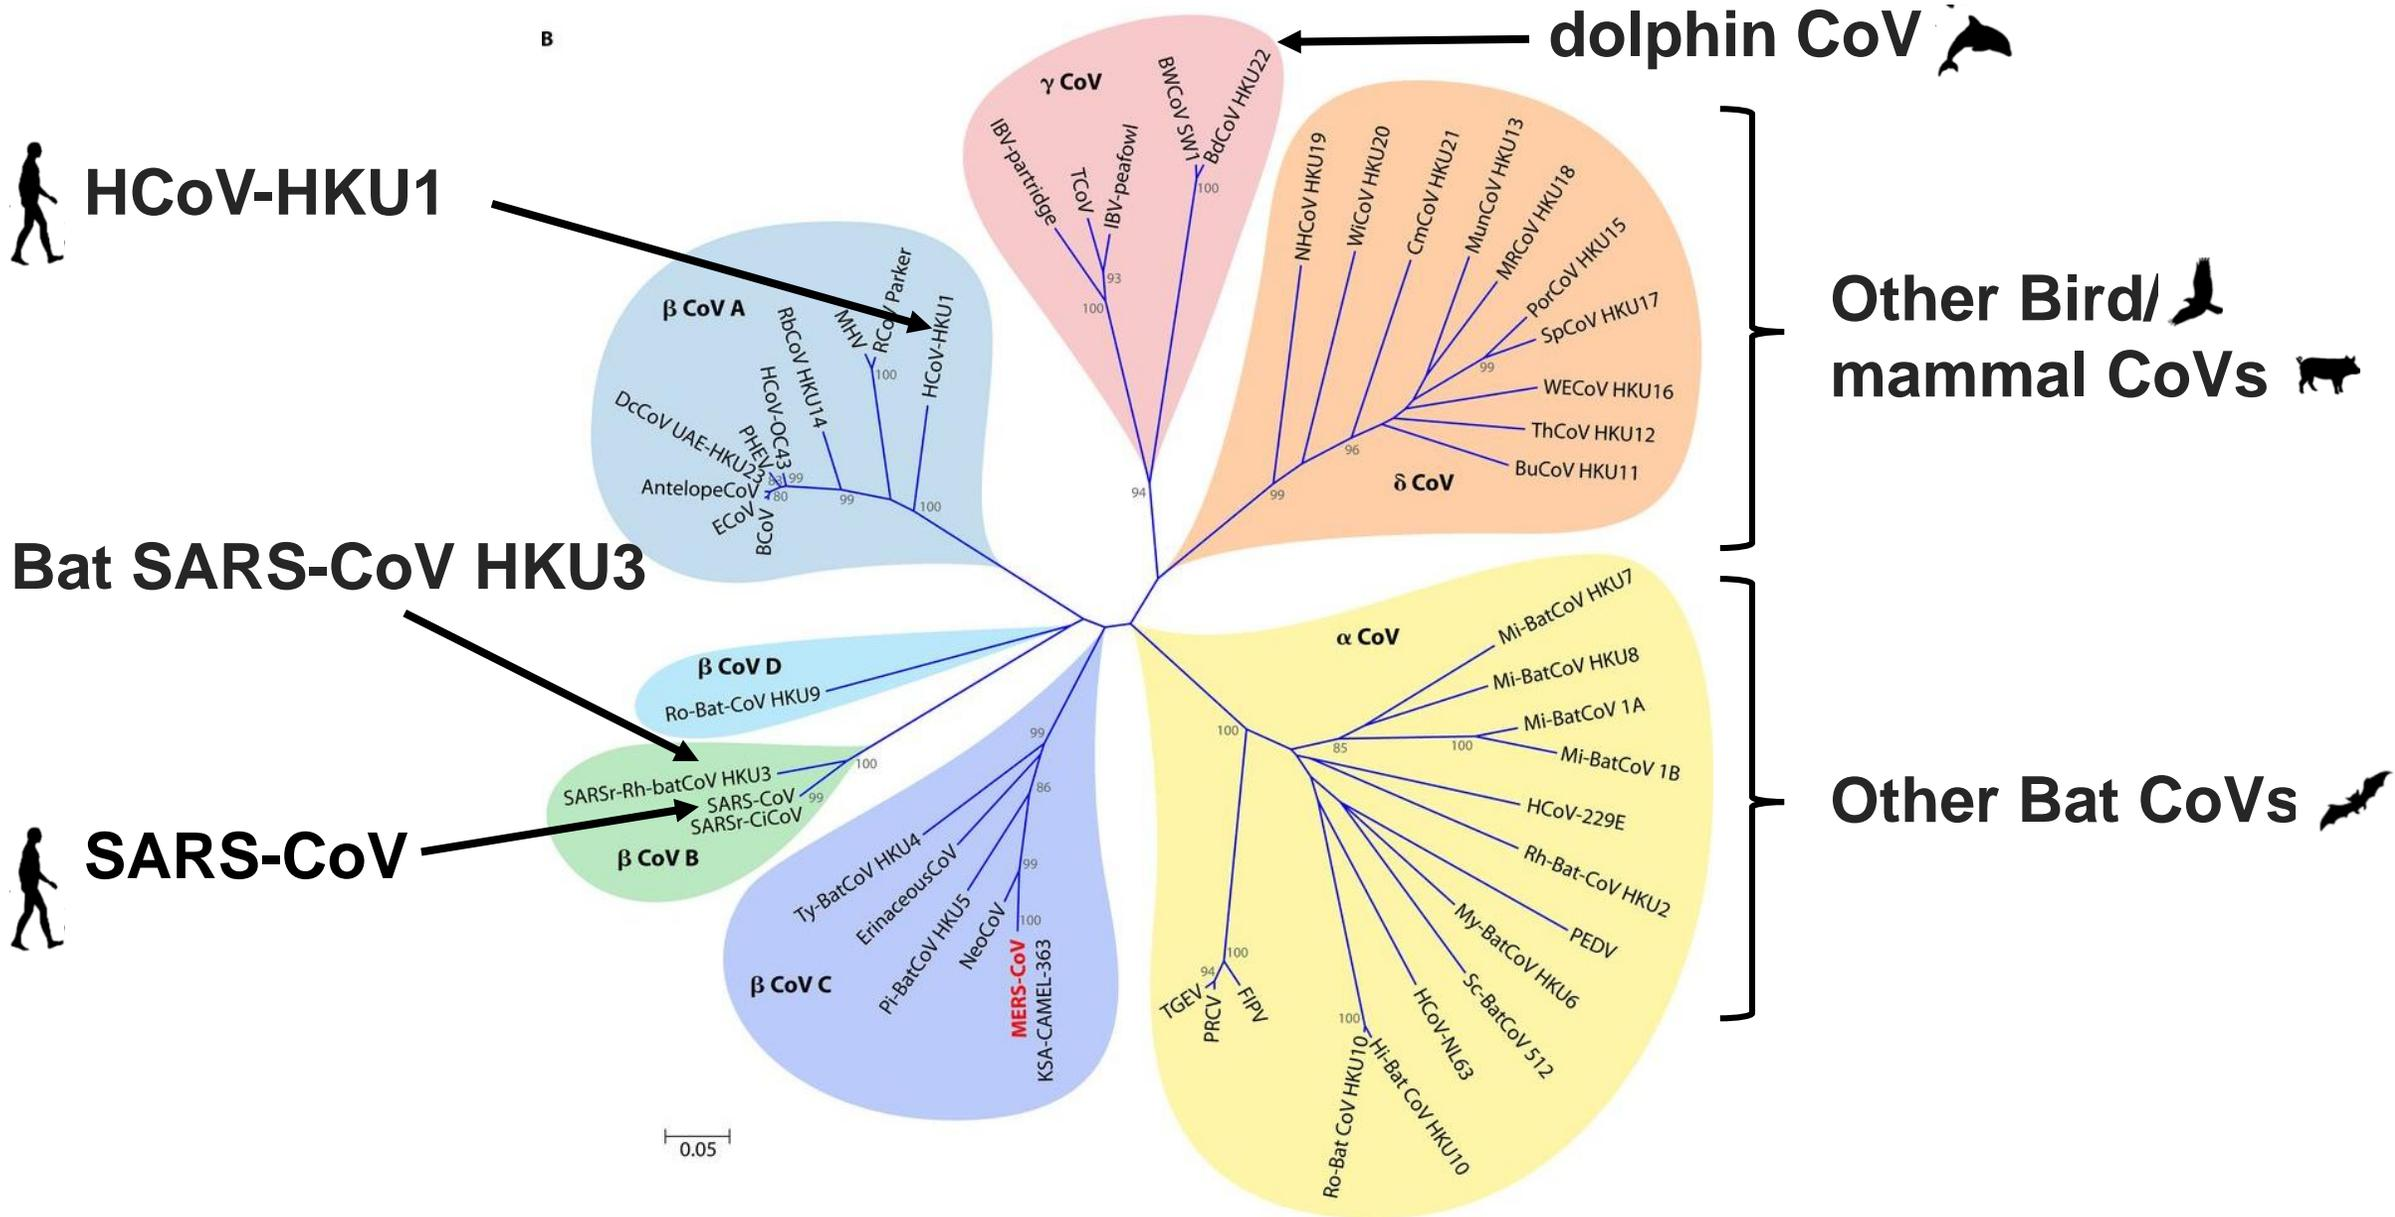 B
dolphin CoV
γ CoV
IBV-partridge
TCoV
IBV-peafowl
BWCoV SW1
BdCoV HKU22
100
93
100
94
HCoV-HKU1
β CoV A
RbCoV HKU14
MHV
RCoV Parker
HCoV-HKU1
HCoV-OC43
PHEV
DcCoV UAE-HKU23
AntelopeCoV
ECoV
BCoV
100
83
99
80
99
100
NHCoV HKU19
WiCoV HKU20
CmCoV HKU21
MunCoV HKU13
MRCoV HKU18
PorCoV HKU15
SpCoV HKU17
WECoV HKU16
ThCoV HKU12
BuCoV HKU11
99
96
99
δ CoV
Other Bird/
mammal CoVs
Bat SARS-CoV HKU3
β CoV D
Ro-Bat-CoV HKU9
SARSr-Rh-batCoV HKU3
SARS-CoV
SARSr-CiCoV
100
99
β CoV B
SARS-CoV
99
86
99
100
Ty-BatCoV HKU4
ErinaceousCoV
Pi-BatCoV HKU5
NeoCoV
MERS-CoV
KSA-CAMEL-363
β CoV C
α CoV
Mi-BatCoV HKU7
Mi-BatCoV HKU8
Mi-BatCoV 1A
Mi-BatCoV 1B
HCoV-229E
Rh-Bat-CoV HKU2
PEDV
My-BatCoV HKU6
Sc-BatCoV 512
HCoV-NL63
Hi-Bat CoV HKU10
Ro-Bat CoV HKU10
FIPV
PRCV
TGEV
100
85
100
100
94
100
Other Bat CoVs
0.05